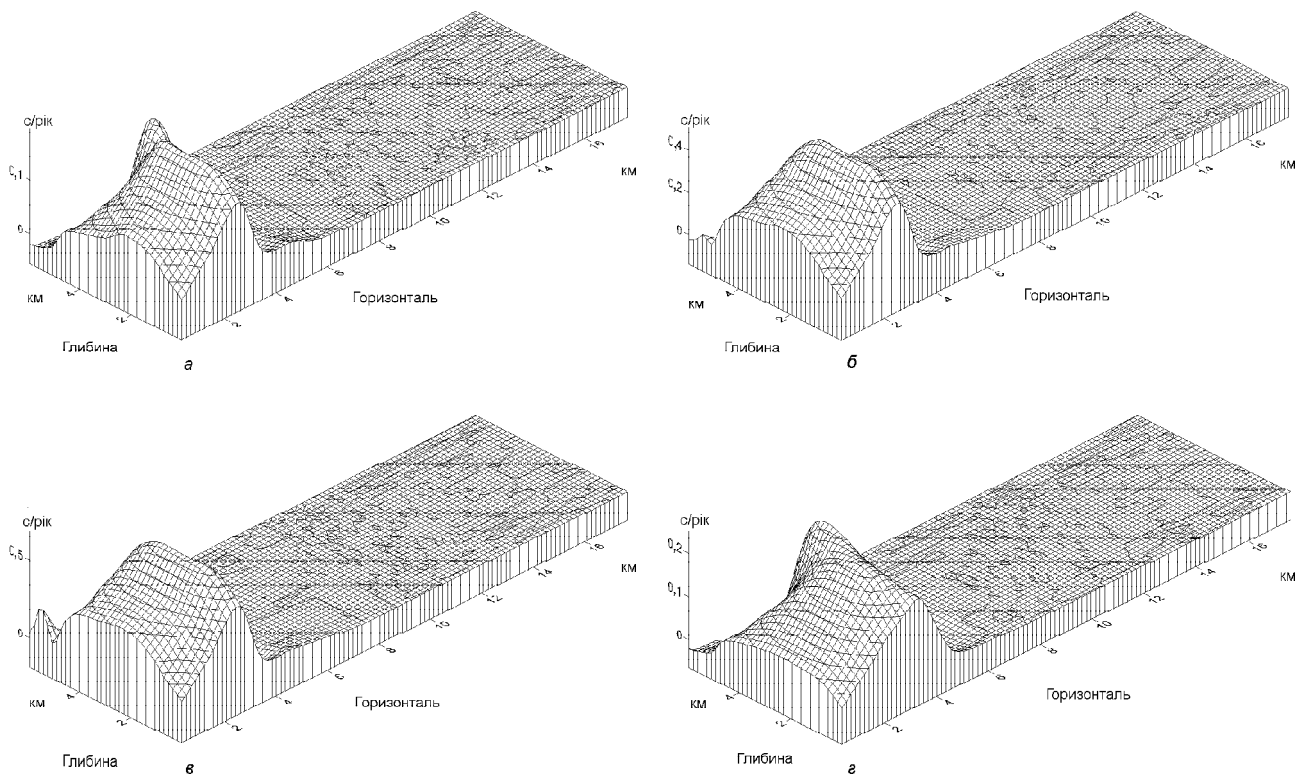 с/рік
0,1
0
км
4
2
Глибина
2
4
6
8
10
12
14
16
км
Горизонталь
а
с/рік
0,4
0,2
0
км
4
2
Глибина
2
4
6
8
10
12
14
16
км
Горизонталь
б
с/рік
0,5
0
км
4
2
Глибина
2
4
6
8
10
12
14
16
км
Горизонталь
в
с/рік
0,2
0,1
0
км
4
2
Глибина
2
4
6
8
10
12
14
16
км
Горизонталь
г